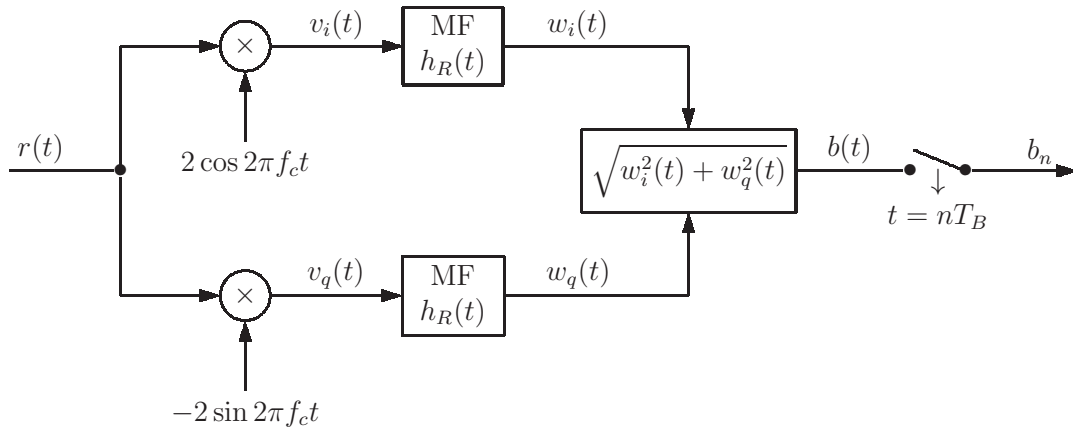 × v_i(t) MF h_R(t) w_i(t)
2 cos 2πf_c t
r(t)
√(w_i²(t) + w_q²(t)) b(t) b_n
↓
t = nT_B
× v_q(t) MF h_R(t) w_q(t)
−2 sin 2πf_c t